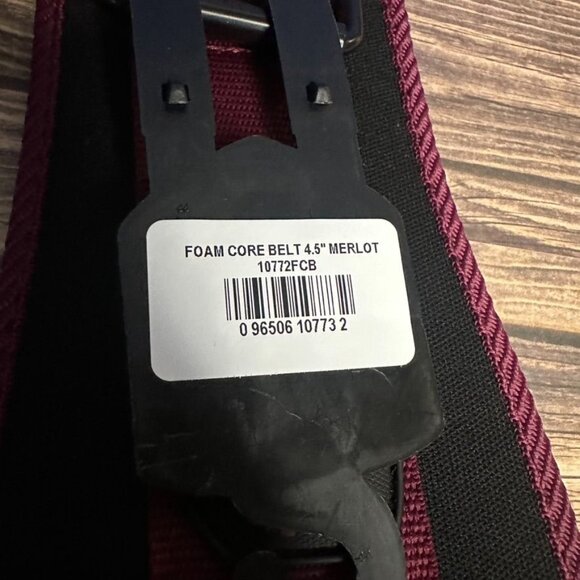 FOAM CORE BELT 4.5" MERLOT
10772FCB
0 96506 10773 2